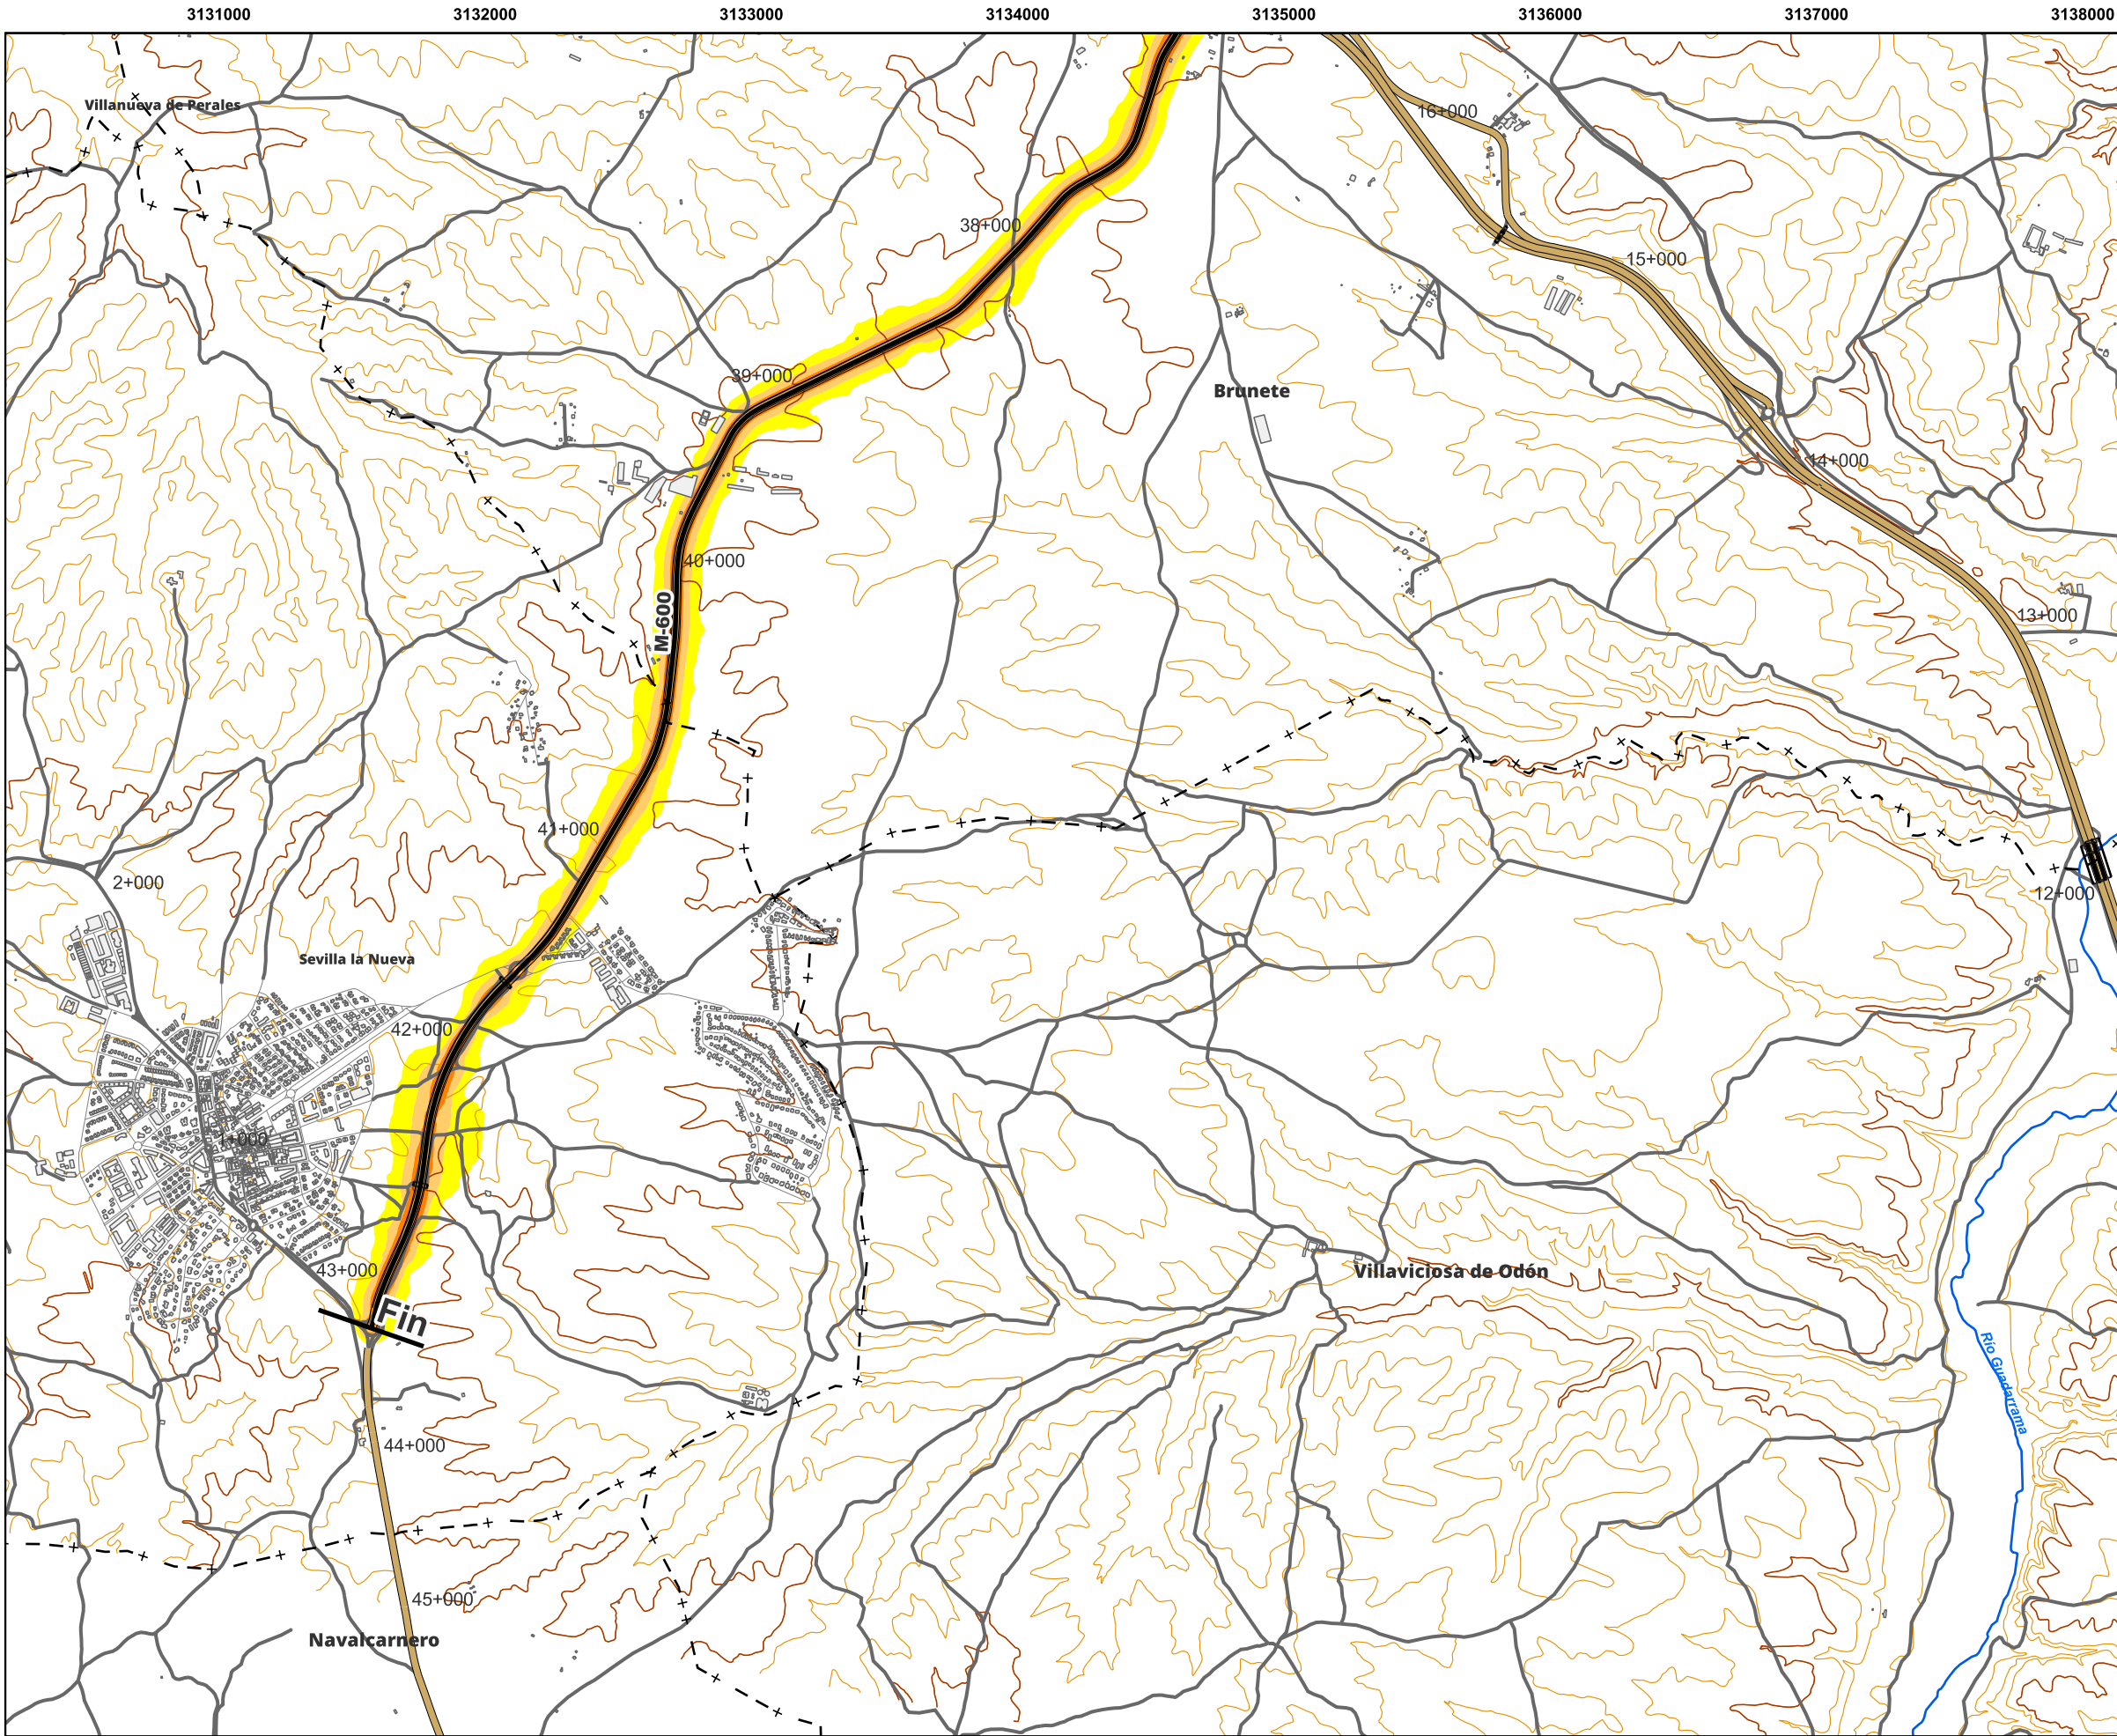 3131000 3132000 3133000 3134000 3135000 3136000 3137000 3138000
Villanueva de Perales
16+000
38+000
15+000
39+000
Brunete
14+000
40+000
M-600
13+000
41+000
2+000
12+000
Sevilla la Nueva
42+000
1+000
43+000
Villaviciosa de Odón
Fin
Río Guadarrama
44+000
45+000
Navalcarnero